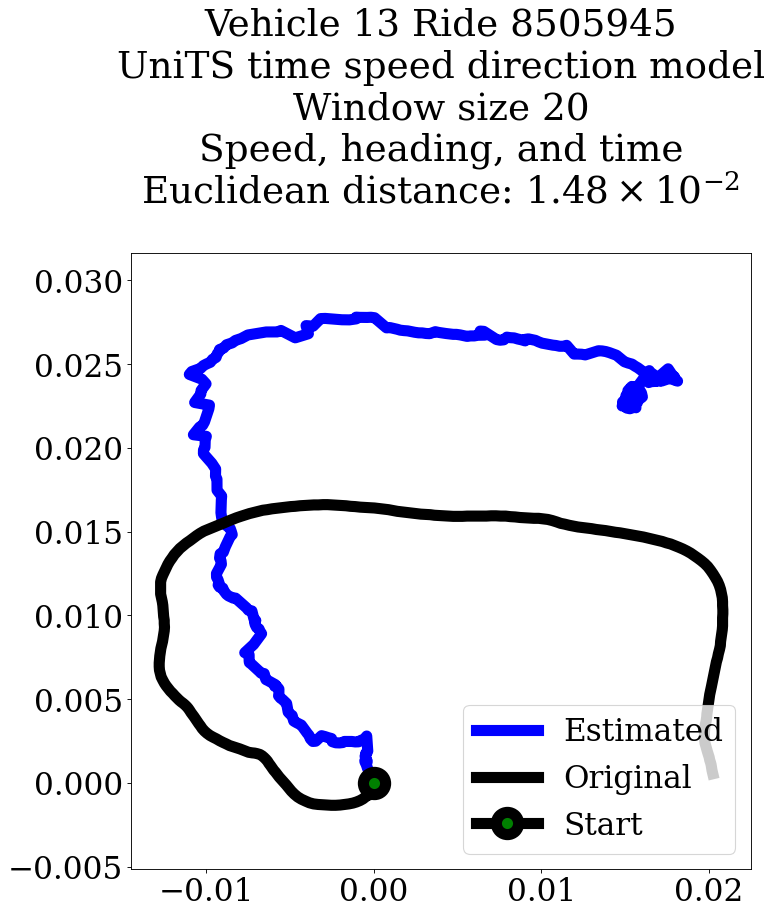 Vehicle 13 Ride 8505945
UniTS time speed direction model
Window size 20
Speed, heading, and time
Euclidean distance: 1.48 × 10⁻²
0.030
0.025
0.020
0.015
0.010
0.005
0.000
−0.005
−0.01 0.00 0.01 0.02
Estimated
Original
Start